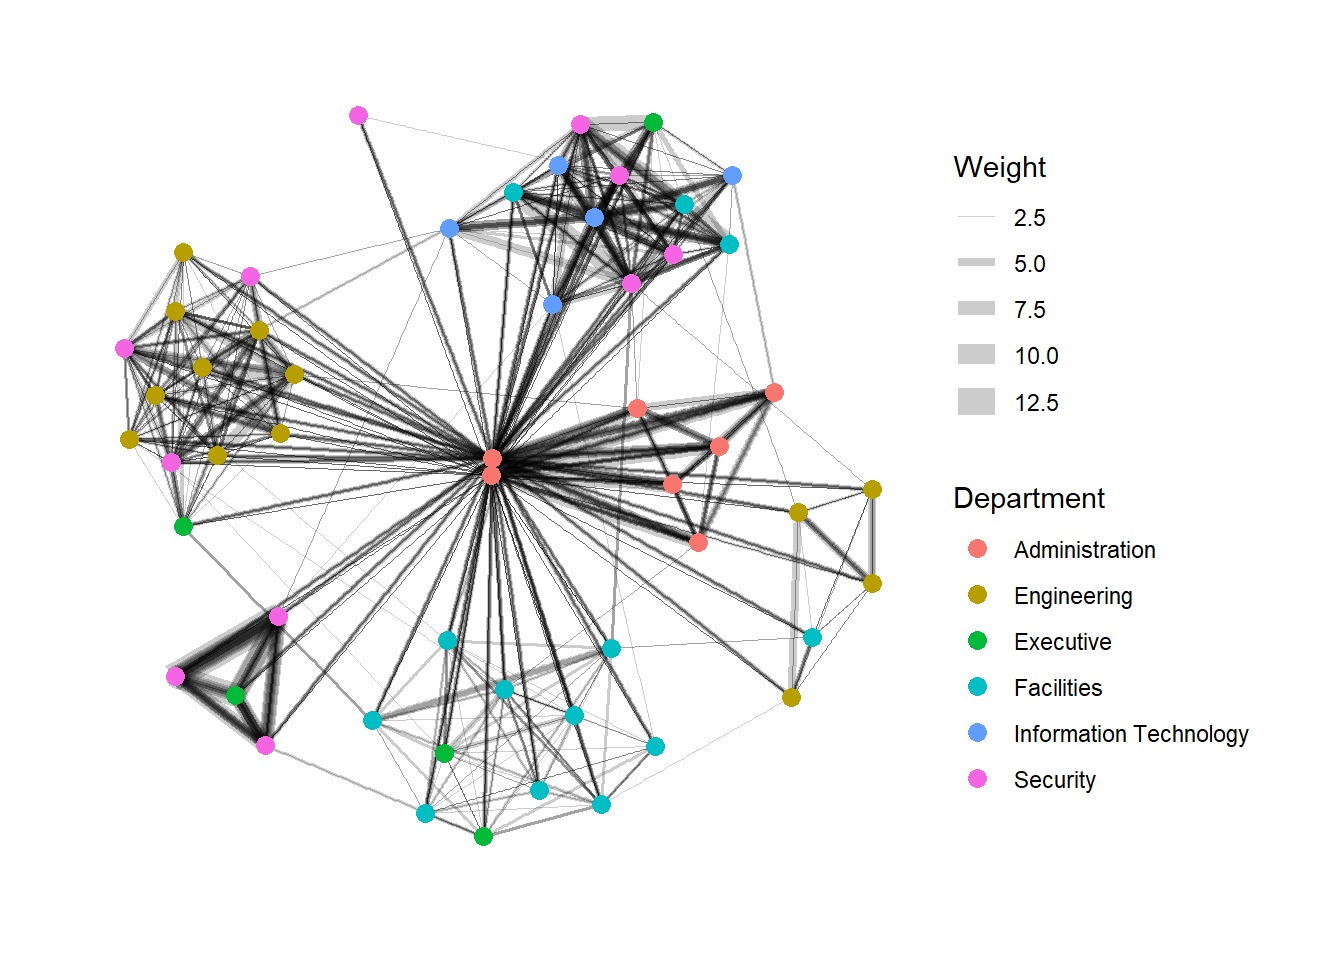 Weight
2.5
5.0
7.5
10.0
12.5
Department
Administration
Engineering
Executive
Facilities
Information Technology
Security